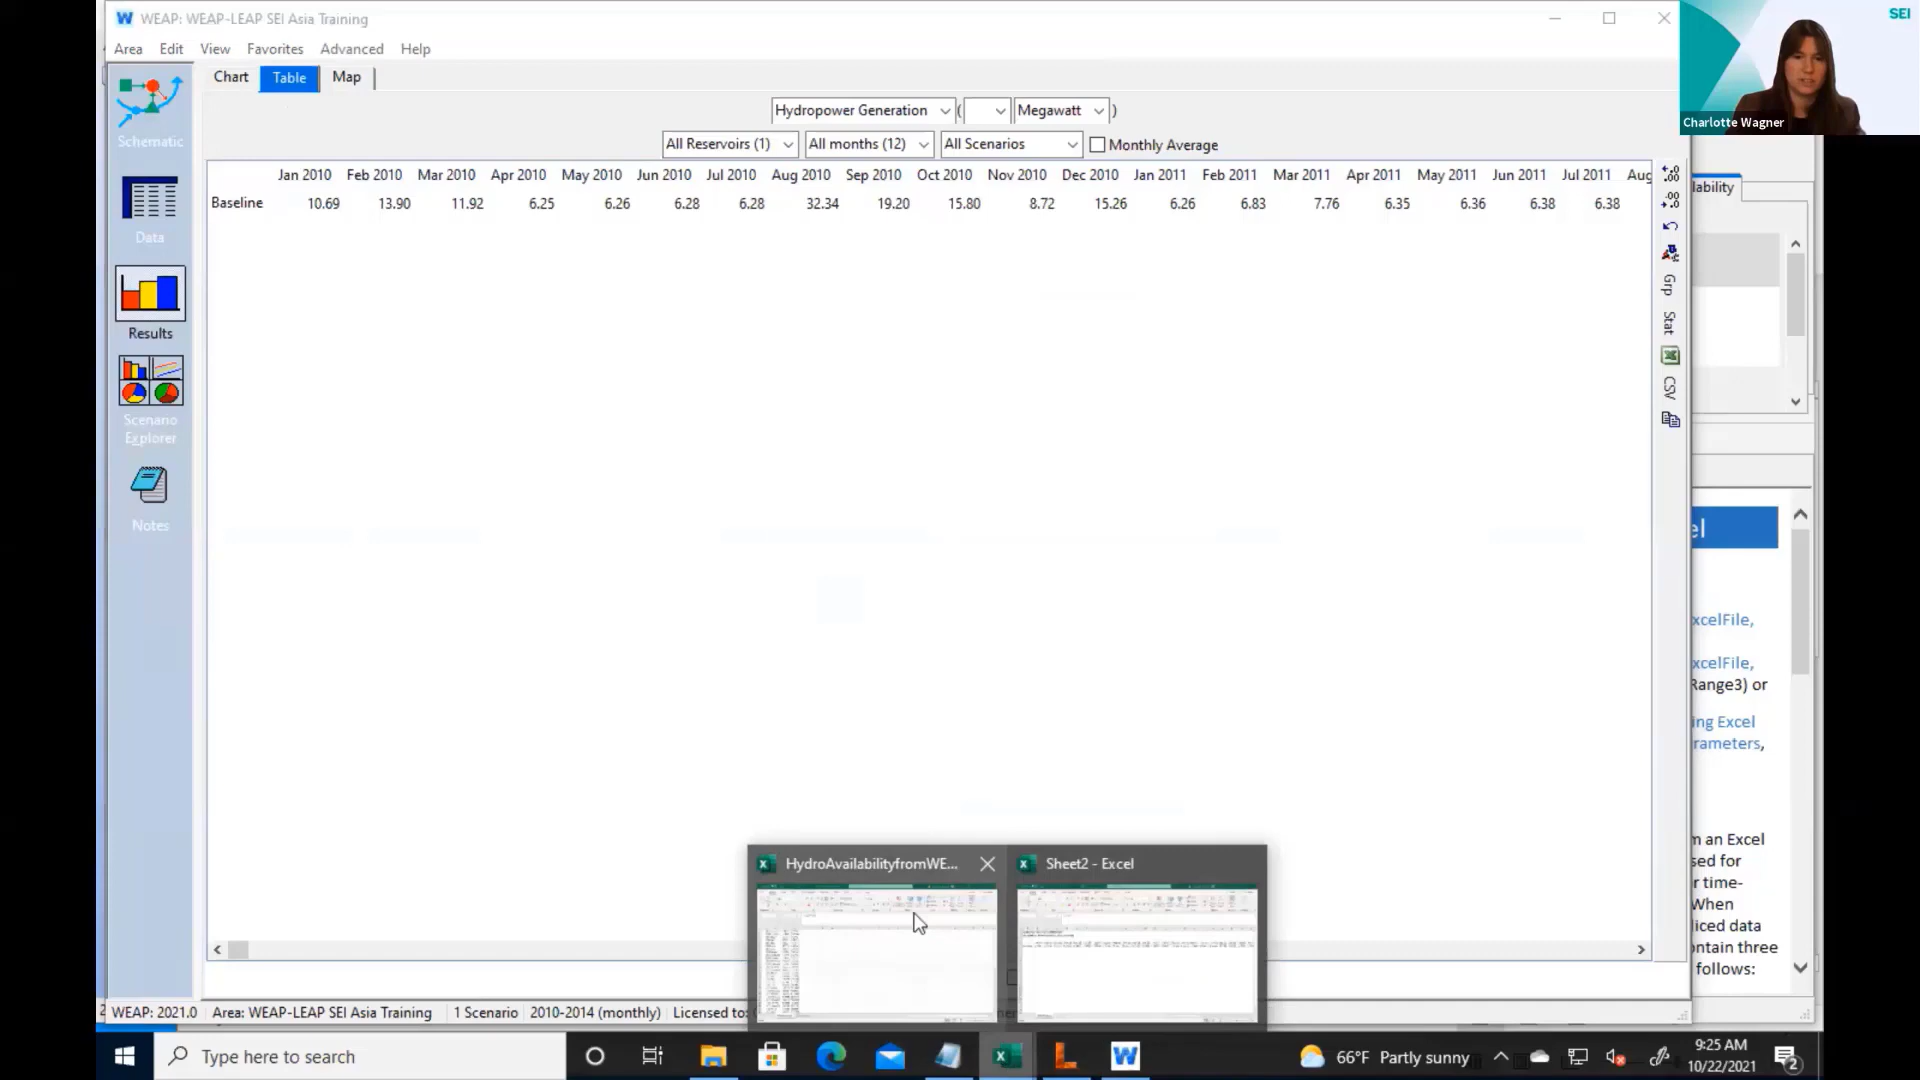 WEAP: WEAP-LEAP SEI Asia Training
SEI
Area Edit View Favorites Advanced Help
Chart Table Map
Hydropower Generation ( Megawatt )
Charlotte Wagner
All Reservoirs (1) All months (12) All Scenarios Monthly Average
Jan 2010 Feb 2010 Mar 2010 Apr 2010 May 2010 Jun 2010 Jul 2010 Aug 2010 Sep 2010 Oct 2010 Nov 2010 Dec 2010 Jan 2011 Feb 2011 Mar 2011 Apr 2011 May 2011 Jun 2011 Jul 2011 Aug
Baseline 10.69 13.90 11.92 6.25 6.26 6.28 6.28 32.34 19.20 15.80 8.72 15.26 6.26 6.83 7.76 6.35 6.36 6.38 6.38
Schematic
Data
Results
Scenario
Explorer
Notes
Grp
Stat
CSV
lability
el
xcelFile,
xcelFile,
Range3) or
ing Excel
rameters,
m an Excel
sed for
r time-
When
liced data
ontain three
follows:
HydroAvailabilityfromWE...
Sheet2 - Excel
WEAP: 2021.0 Area: WEAP-LEAP SEI Asia Training 1 Scenario 2010-2014 (monthly) Licensed to:
Type here to search
66°F Partly sunny
9:25 AM
10/22/2021
2